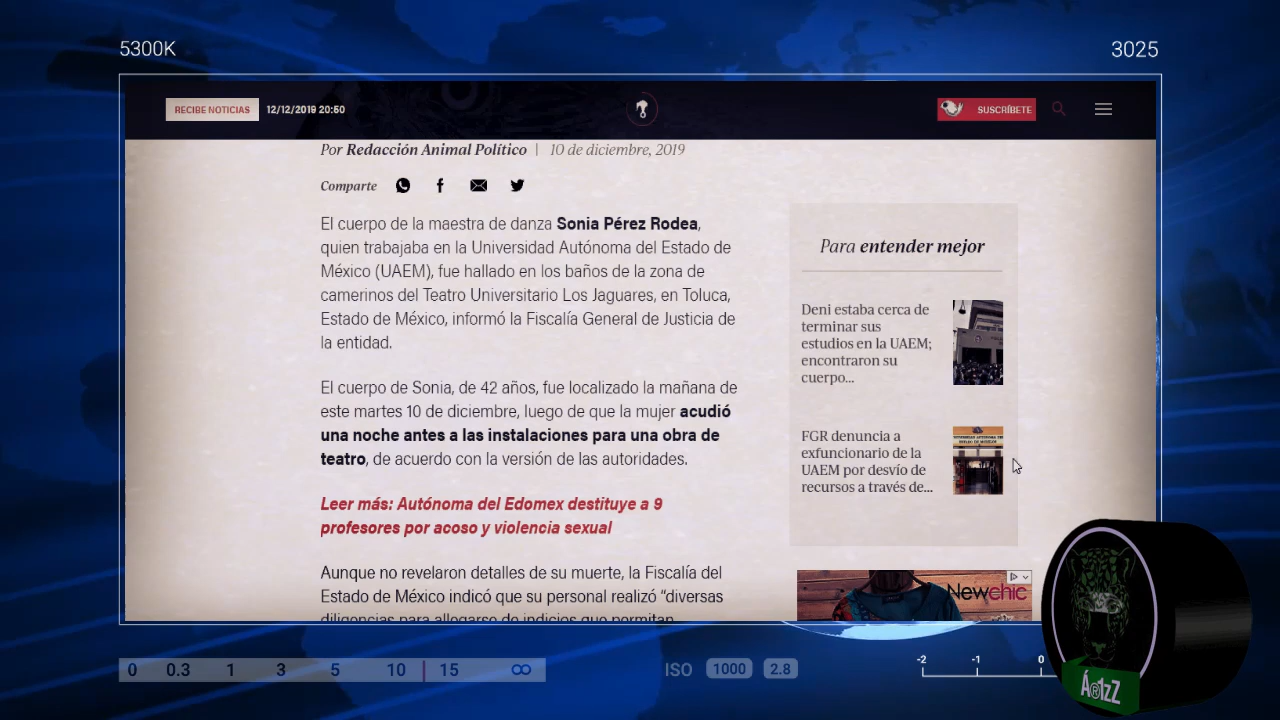 5300K
3025
RECIBE NOTICIAS
12/12/2019 20:50
SUSCRÍBETE
Por Redacción Animal Político | 10 de diciembre, 2019
Comparte
El cuerpo de la maestra de danza Sonia Pérez Rodea,
quien trabajaba en la Universidad Autónoma del Estado de
México (UAEM), fue hallado en los baños de la zona de
camerinos del Teatro Universitario Los Jaguares, en Toluca,
Estado de México, informó la Fiscalía General de Justicia de
la entidad.
El cuerpo de Sonia, de 42 años, fue localizado la mañana de
este martes 10 de diciembre, luego de que la mujer acudió
una noche antes a las instalaciones para una obra de
teatro, de acuerdo con la versión de las autoridades.
Leer más: Autónoma del Edomex destituye a 9
profesores por acoso y violencia sexual
Aunque no revelaron detalles de su muerte, la Fiscalía del
Estado de México indicó que su personal realizó “diversas
diligencias para allegarse de indicios que permitan
Para entender mejor
Deni estaba cerca de
terminar sus
estudios en la UAEM;
encontraron su
cuerpo...
FGR denuncia a
exfuncionario de la
UAEM por desvío de
recursos a través de...
Newchic
0 0.3 1 3 5 10 15 ∞
ISO 1000 2.8
-2 -1 0
Á®1zZ